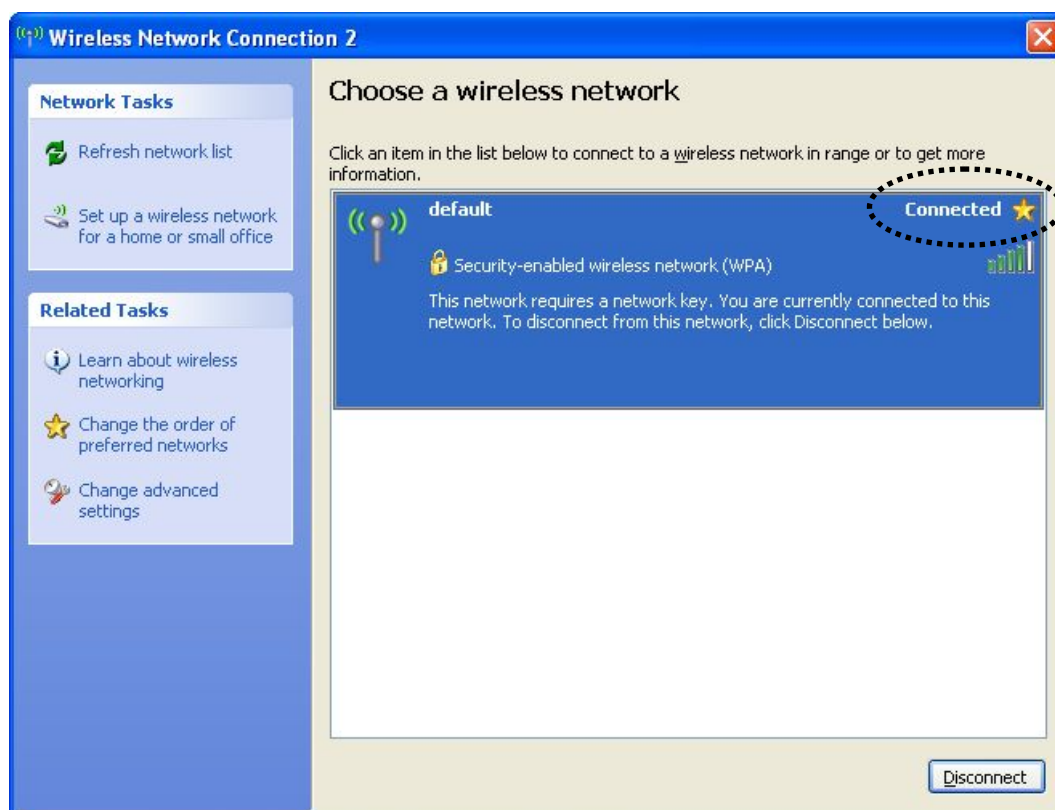 Wireless Network Connection 2
Network Tasks
Refresh network list
Set up a wireless network
for a home or small office
Related Tasks
Learn about wireless
networking
Change the order of
preferred networks
Change advanced
settings
Choose a wireless network
Click an item in the list below to connect to a wireless network in range or to get more
information.
default Connected
Security-enabled wireless network (WPA)
This network requires a network key. You are currently connected to this
network. To disconnect from this network, click Disconnect below.
Disconnect